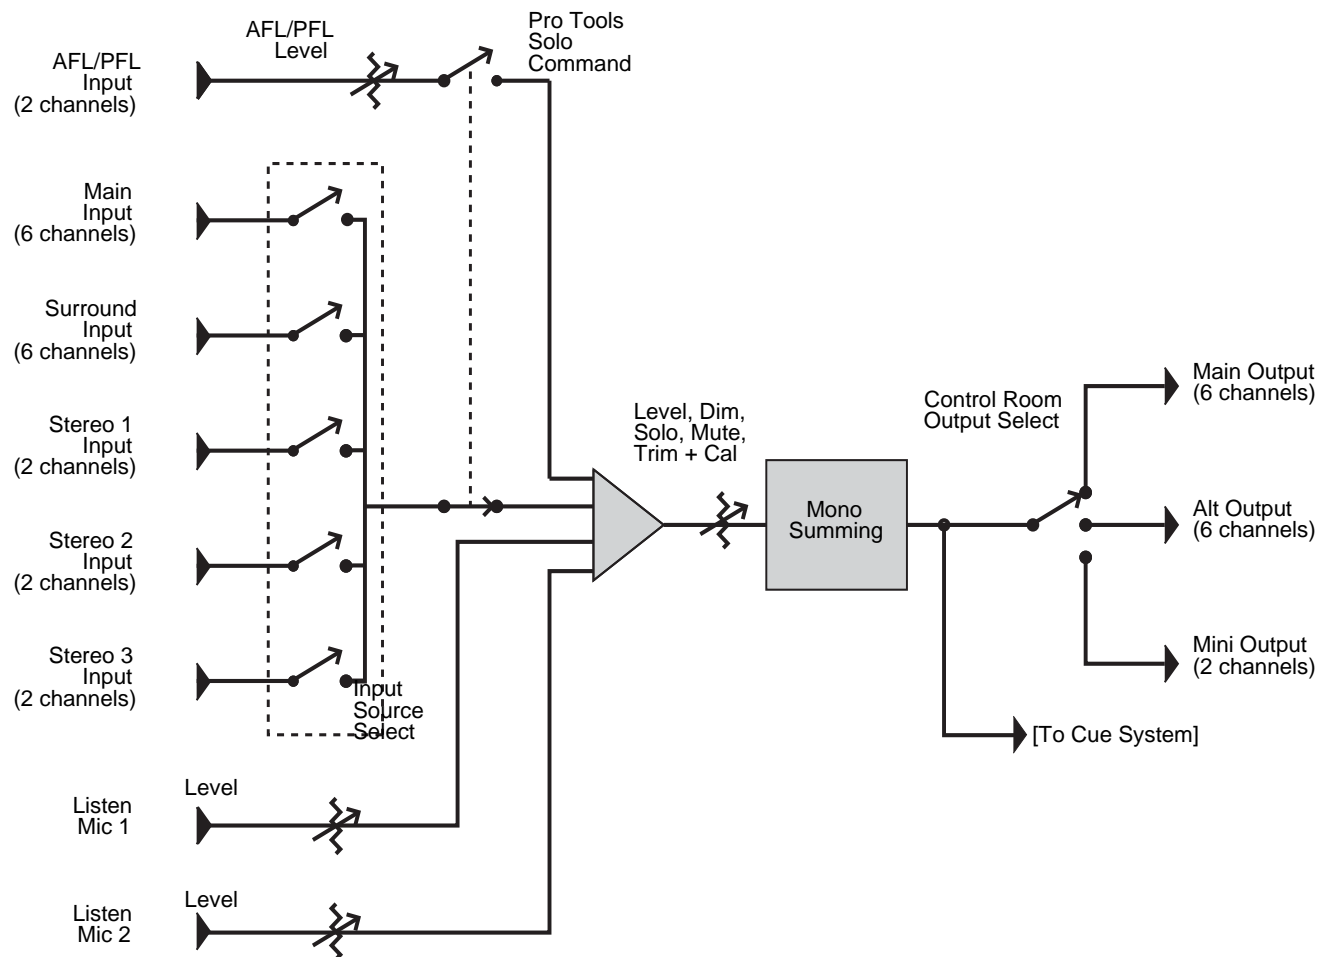 AFL/PFL
Input
(2 channels)
AFL/PFL
Level
Pro Tools
Solo
Command
Main
Input
(6 channels)
Surround
Input
(6 channels)
Stereo 1
Input
(2 channels)
Stereo 2
Input
(2 channels)
Stereo 3
Input
(2 channels)
Input
Source
Select
Level, Dim,
Solo, Mute,
Trim + Cal
Mono
Summing
Control Room
Output Select
Main Output
(6 channels)
Alt Output
(6 channels)
Mini Output
(2 channels)
[To Cue System]
Level
Listen
Mic 1
Level
Listen
Mic 2